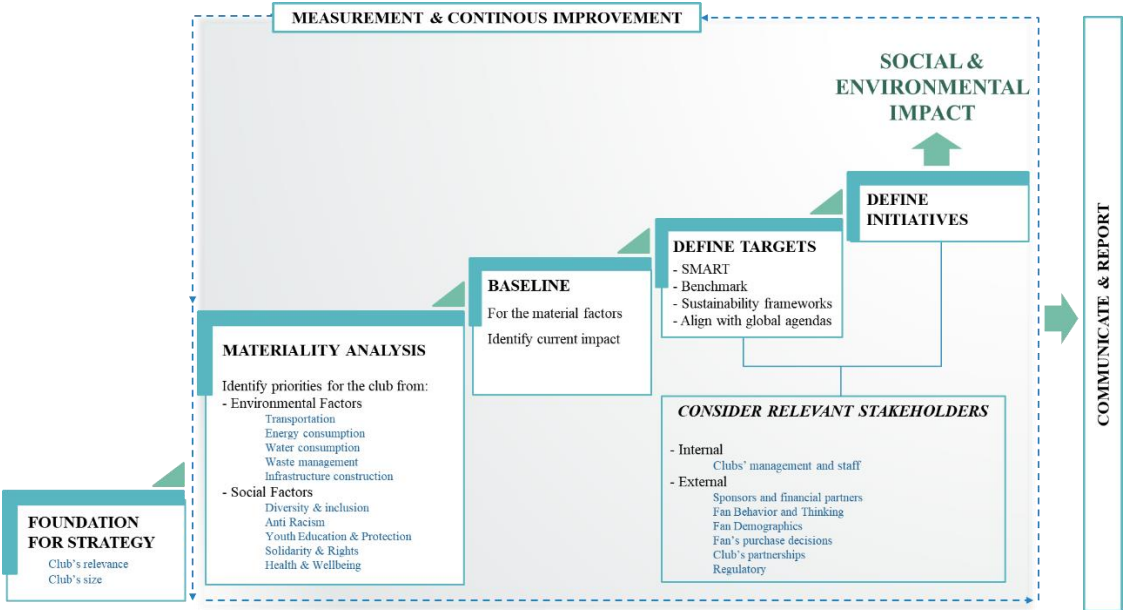 MEASUREMENT & CONTINOUS IMPROVEMENT
SOCIAL &
ENVIRONMENTAL
IMPACT
FOUNDATION
FOR STRATEGY
Club's relevance
Club's size
MATERIALITY ANALYSIS
Identify priorities for the club from:
- Environmental Factors
Transportation
Energy consumption
Water consumption
Waste management
Infrastructure construction
- Social Factors
Diversity & inclusion
Anti Racism
Youth Education & Protection
Solidarity & Rights
Health & Wellbeing
BASELINE
For the material factors
Identify current impact
DEFINE TARGETS
- SMART
- Benchmark
- Sustainability frameworks
- Align with global agendas
DEFINE
INITIATIVES
CONSIDER RELEVANT STAKEHOLDERS
- Internal
Clubs' management and staff
- External
Sponsors and financial partners
Fan Behavior and Thinking
Fan Demographics
Fan's purchase decisions
Club's partnerships
Regulatory
COMMUNICATE & REPORT